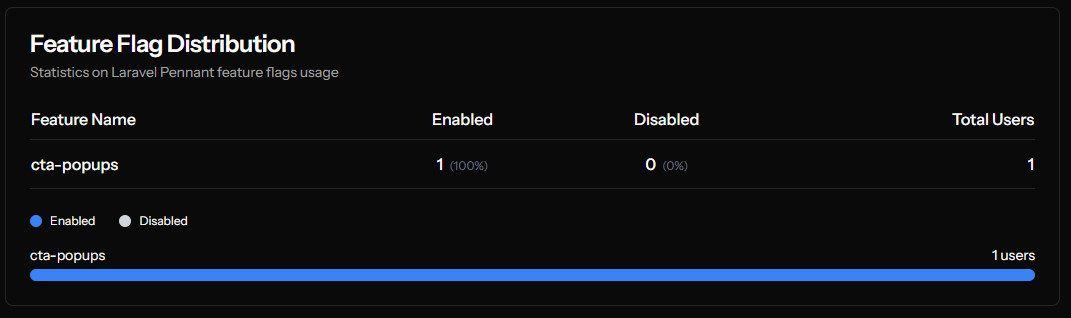 Feature Flag Distribution
Statistics on Laravel Pennant feature flags usage
Feature Name Enabled Disabled Total Users
cta-popups 1 (100%) 0 (0%) 1
Enabled Disabled
cta-popups 1 users